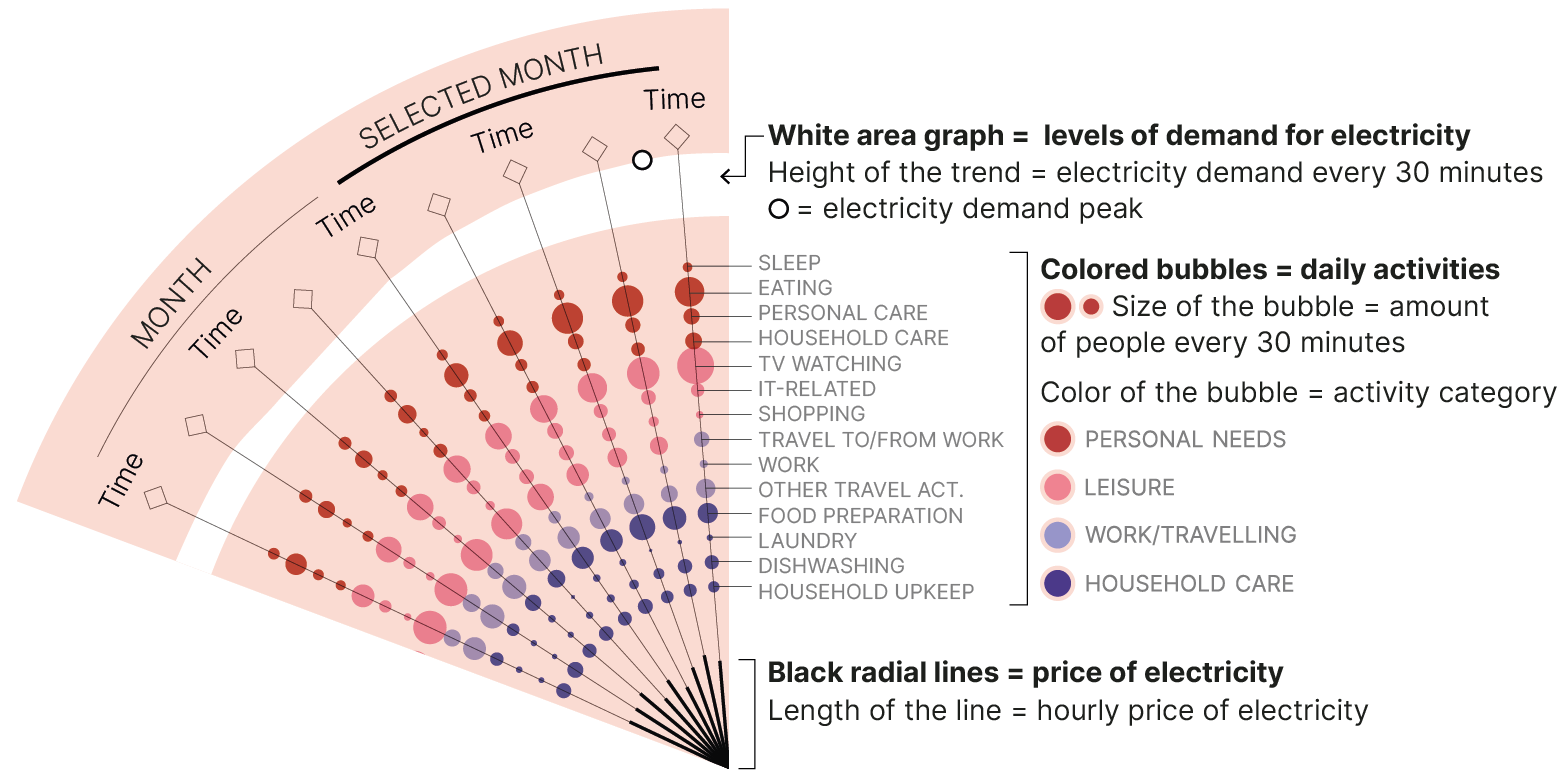 SELECTED MONTH
MONTH
Time
Time
Time
Time
Time
White area graph = levels of demand for electricity
Height of the trend = electricity demand every 30 minutes
= electricity demand peak
SLEEP
EATING
PERSONAL CARE
HOUSEHOLD CARE
TV WATCHING
IT-RELATED
SHOPPING
TRAVEL TO/FROM WORK
WORK
OTHER TRAVEL ACT.
FOOD PREPARATION
LAUNDRY
DISHWASHING
HOUSEHOLD UPKEEP
Colored bubbles = daily activities
Size of the bubble = amount
of people every 30 minutes
Color of the bubble = activity category
PERSONAL NEEDS
LEISURE
WORK/TRAVELLING
HOUSEHOLD CARE
Black radial lines = price of electricity
Length of the line = hourly price of electricity